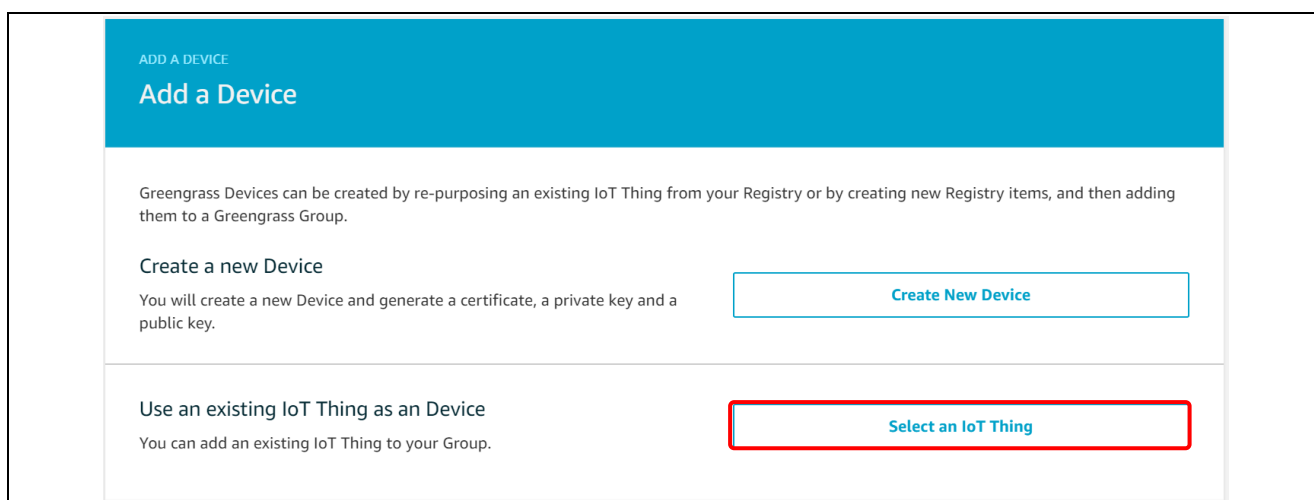 ADD A DEVICE
Add a Device
Greengrass Devices can be created by re-purposing an existing IoT Thing from your Registry or by creating new Registry items, and then adding
them to a Greengrass Group.
Create a new Device
You will create a new Device and generate a certificate, a private key and a
public key.
Create New Device
Use an existing IoT Thing as an Device
You can add an existing IoT Thing to your Group.
Select an IoT Thing